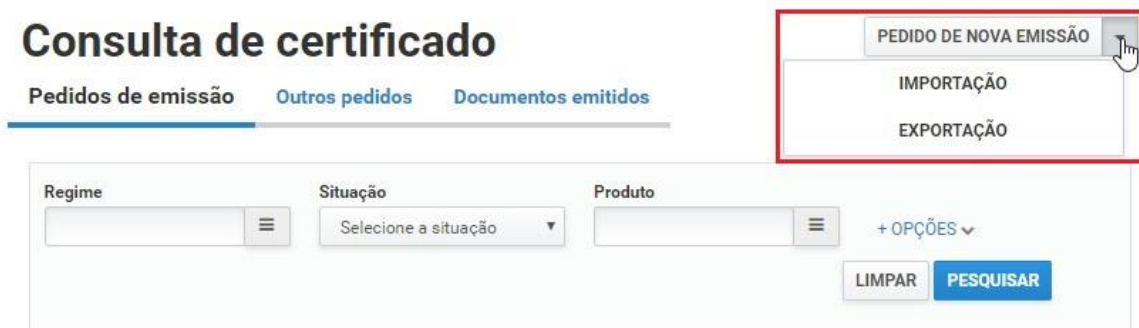 Consulta de certificado
PEDIDO DE NOVA EMISSÃO
IMPORTAÇÃO
EXPORTAÇÃO
Pedidos de emissão Outros pedidos Documentos emitidos
Regime Situação Produto
Selecione a situação
+ OPÇÕES
LIMPAR PESQUISAR